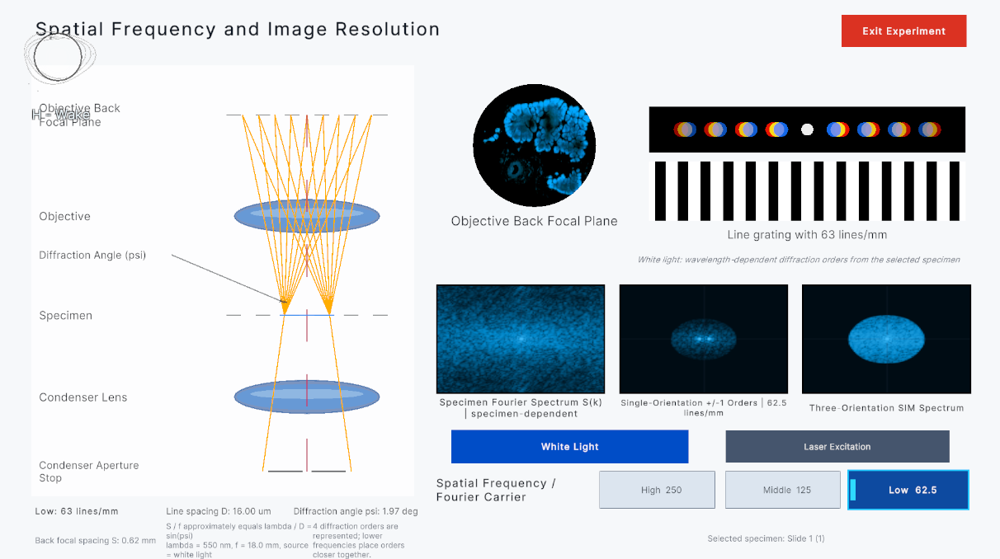 Spatial Frequency and Image Resolution
Exit Experiment
H - Wake
Objective Back
Focal Plane
Objective
Diffraction Angle (psi)
Specimen
Condenser Lens
Condenser Aperture
Stop
Objective Back Focal Plane
Line grating with 63 lines/mm
White light: wavelength-dependent diffraction orders from the selected specimen
Specimen Fourier Spectrum S(k)
| specimen-dependent
Single-Orientation +/-1 Orders | 62.5
lines/mm
Three-Orientation SIM Spectrum
White Light
Laser Excitation
Spatial Frequency /
Fourier Carrier
High 250
Middle 125
Low 62.5
Low: 63 lines/mm
Line spacing D: 16.00 um
Diffraction angle psi: 1.97 deg
Back focal spacing S: 0.62 mm
S / f approximately equals lambda / D =
sin(psi)
lambda = 550 nm, f = 18.0 mm, source
= white light
4 diffraction orders are
represented; lower
frequencies place orders
closer together.
Selected specimen: Slide 1 (1)